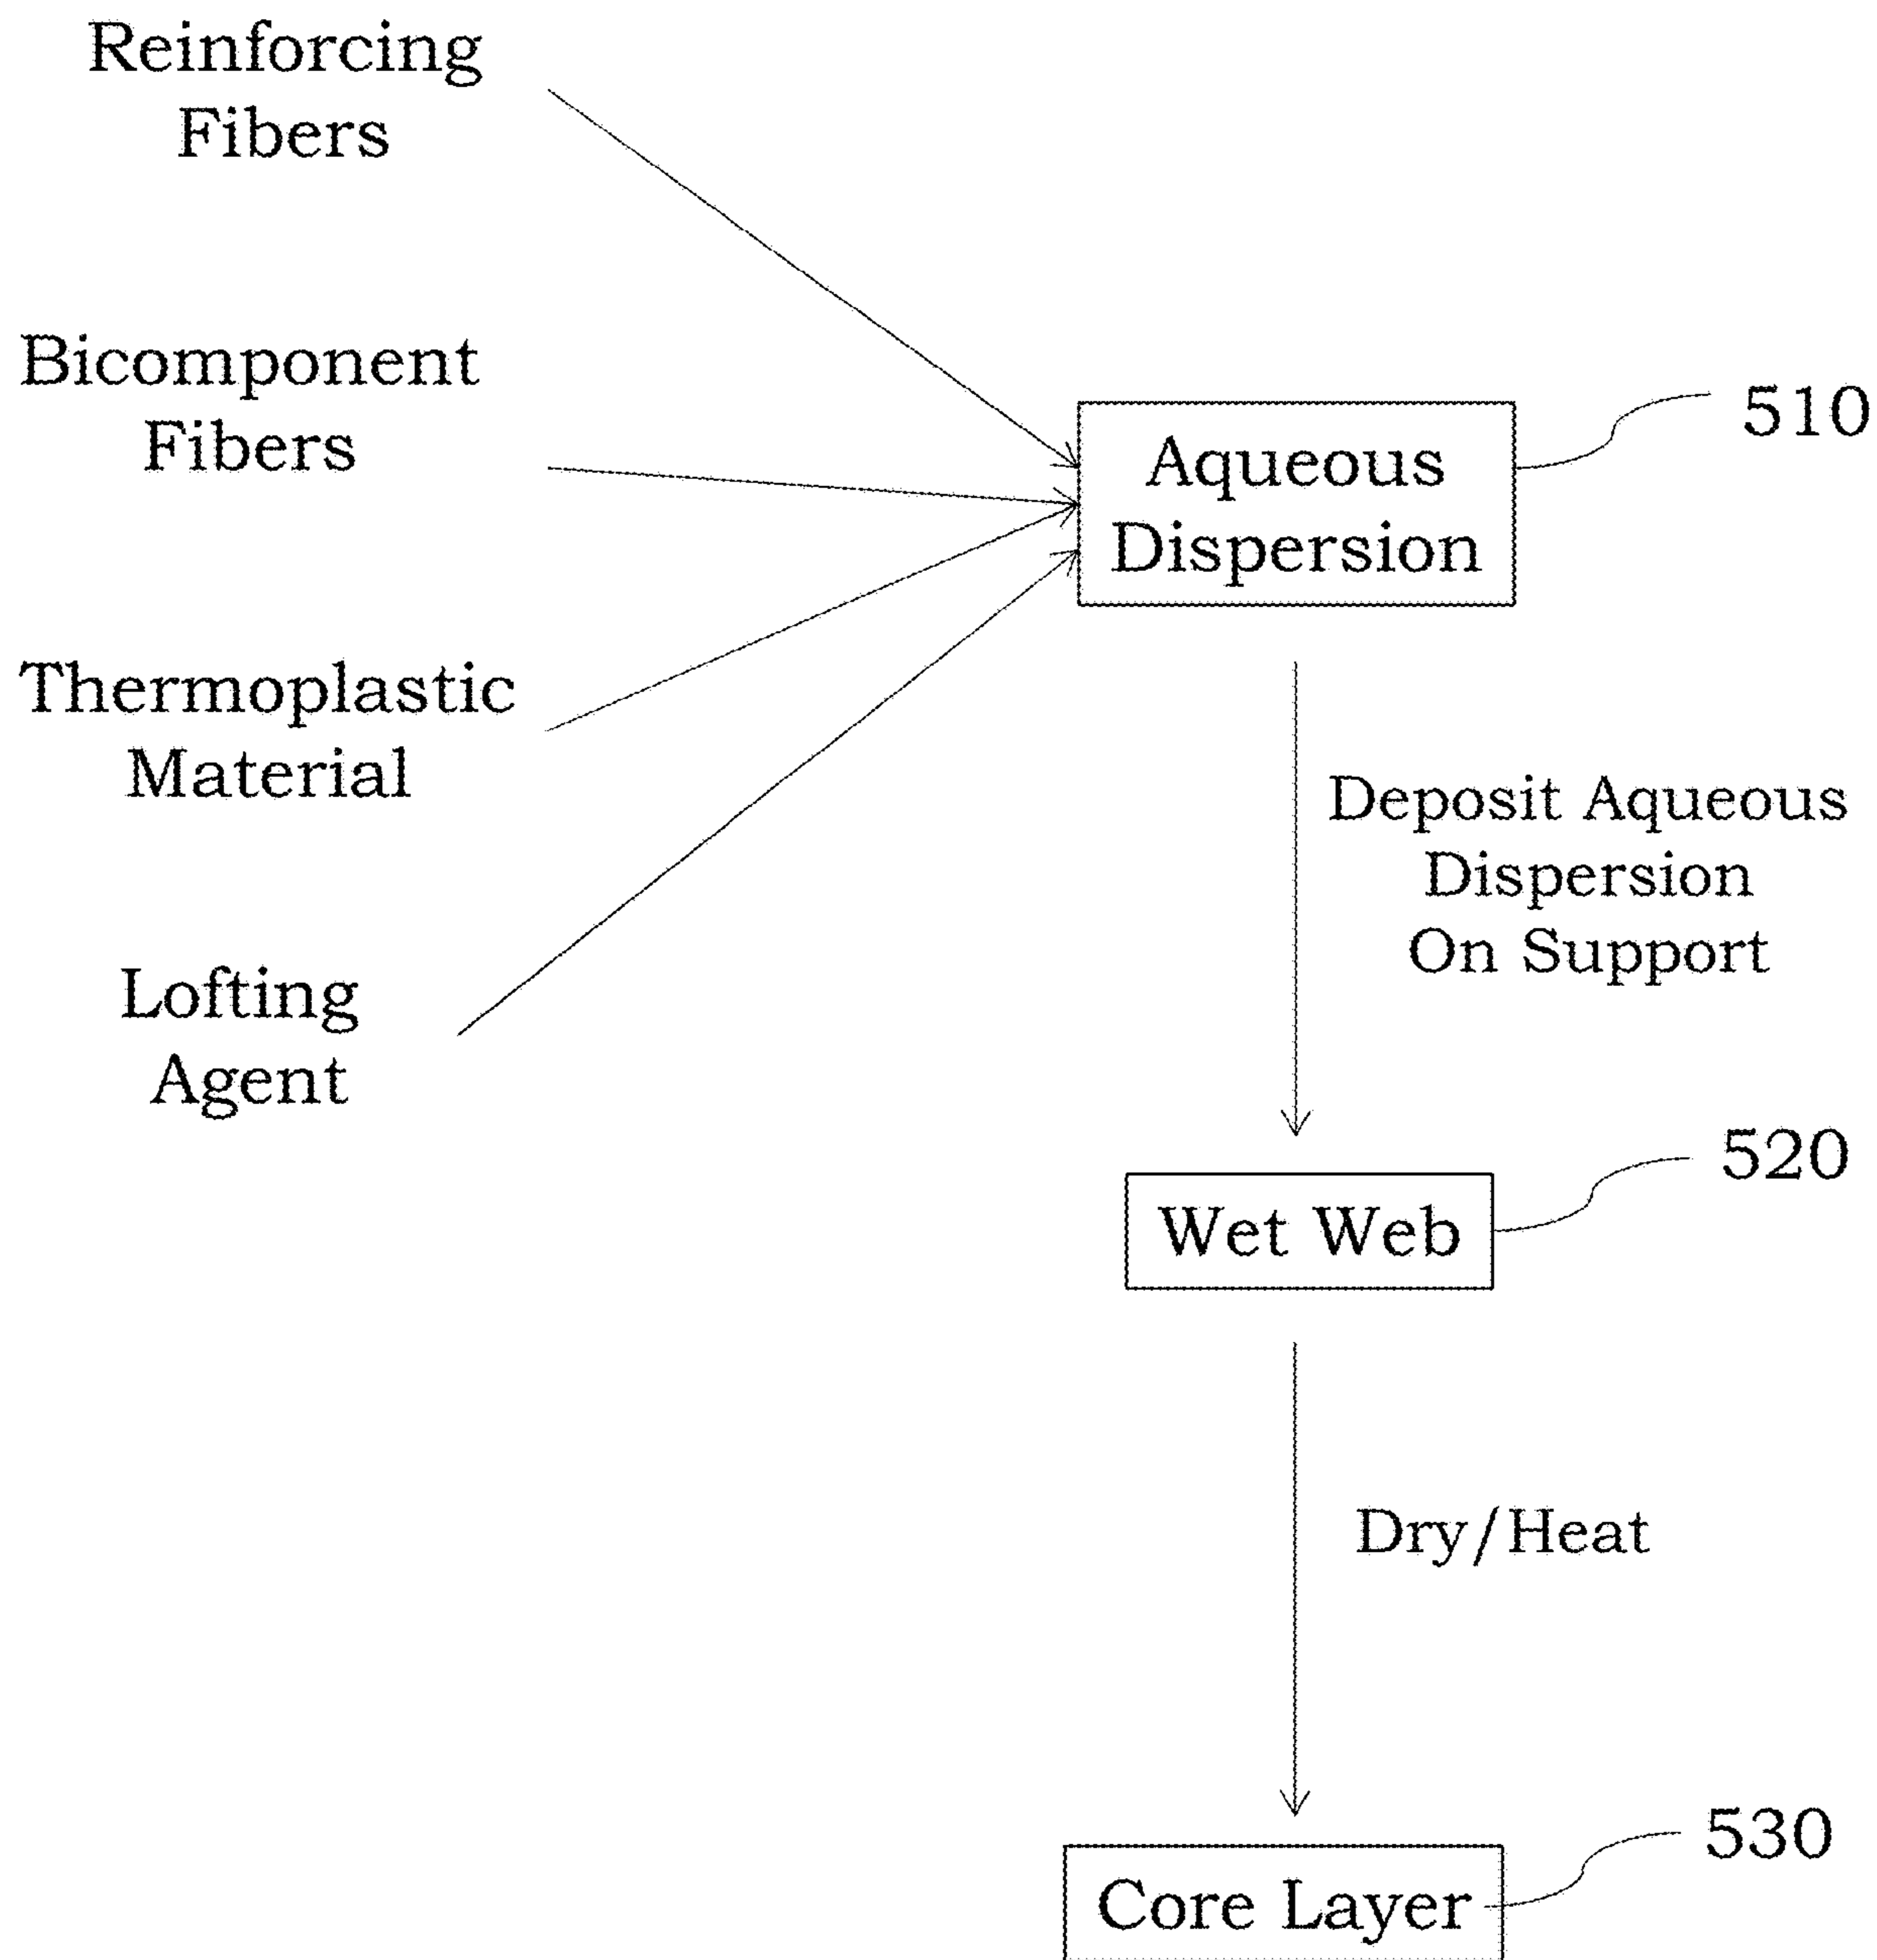 Reinforcing
Fibers
Bicomponent
Fibers
Thermoplastic
Material
Lofting
Agent
Aqueous
Dispersion
510
Deposit Aqueous
Dispersion
On Support
Wet Web
520
Dry/Heat
Core Layer
530